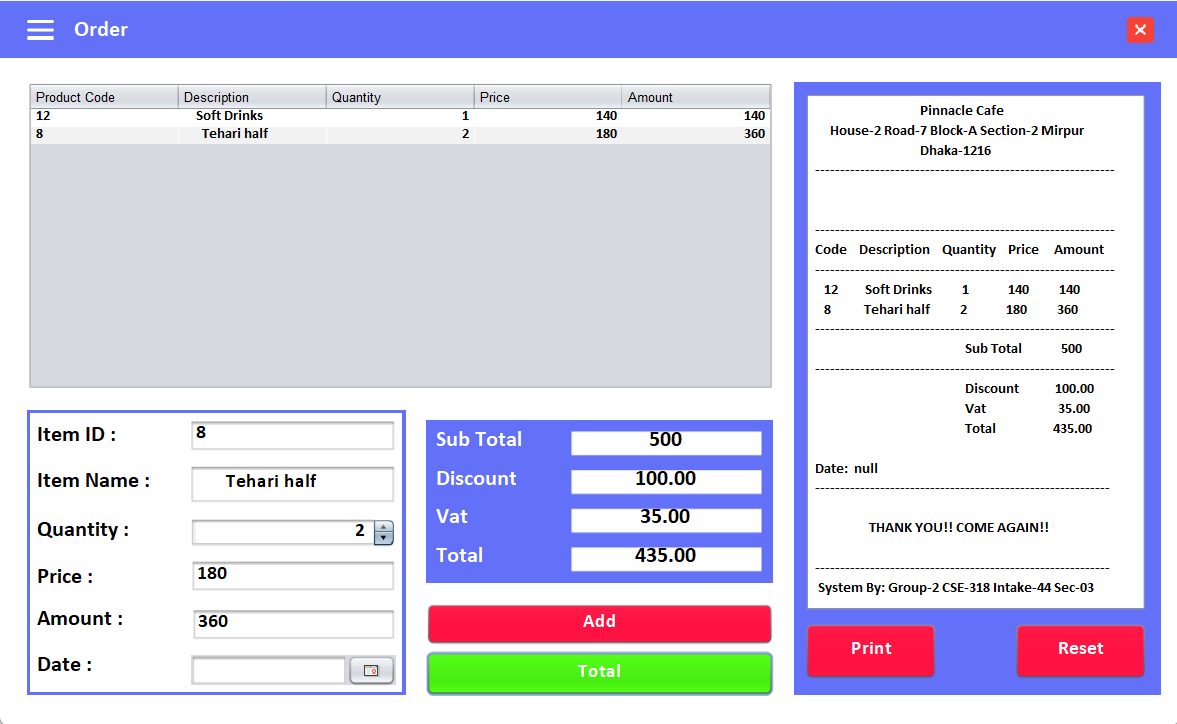 Order
Product Code Description Quantity Price Amount
12 Soft Drinks 1 140 140
8 Tehari half 2 180 360
Item ID : 8
Item Name : Tehari half
Quantity : 2
Price : 180
Amount : 360
Date :
Sub Total 500
Discount 100.00
Vat 35.00
Total 435.00
Add
Total
Pinnacle Cafe
House-2 Road-7 Block-A Section-2 Mirpur
Dhaka-1216
------------------------------------------------------------
------------------------------------------------------------
Code Description Quantity Price Amount
------------------------------------------------------------
12 Soft Drinks 1 140 140
8 Tehari half 2 180 360
------------------------------------------------------------
Sub Total 500
------------------------------------------------------------
Discount 100.00
Vat 35.00
Total 435.00
Date: null
-----------------------------------------------------------
THANK YOU!! COME AGAIN!!
-----------------------------------------------------------
System By: Group-2 CSE-318 Intake-44 Sec-03
Print Reset